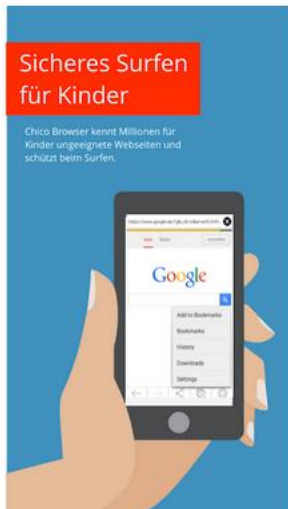 Sicheres Surfen
für Kinder
Chico Browser kennt Millionen für
Kinder ungeeignete Webseiten und
schützt beim Surfen.
Google
Add to Bookmarks
Bookmarks
History
Downloads
Settings